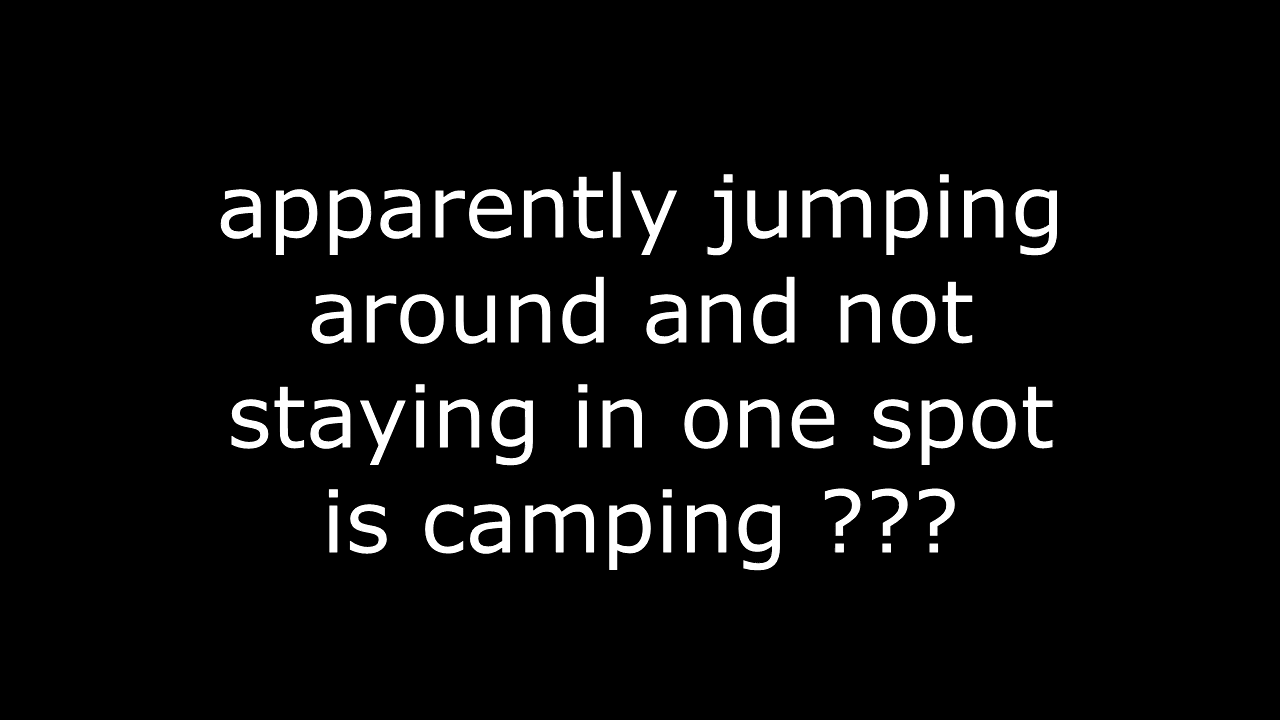 apparently jumping
around and not
staying in one spot
is camping ???